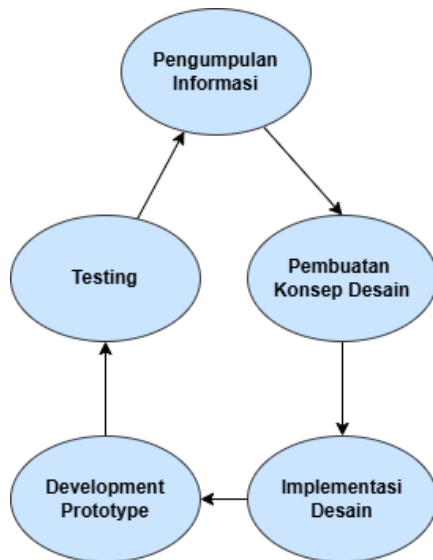 Pengumpulan
Informasi
Pembuatan
Konsep Desain
Implementasi
Desain
Development
Prototype
Testing